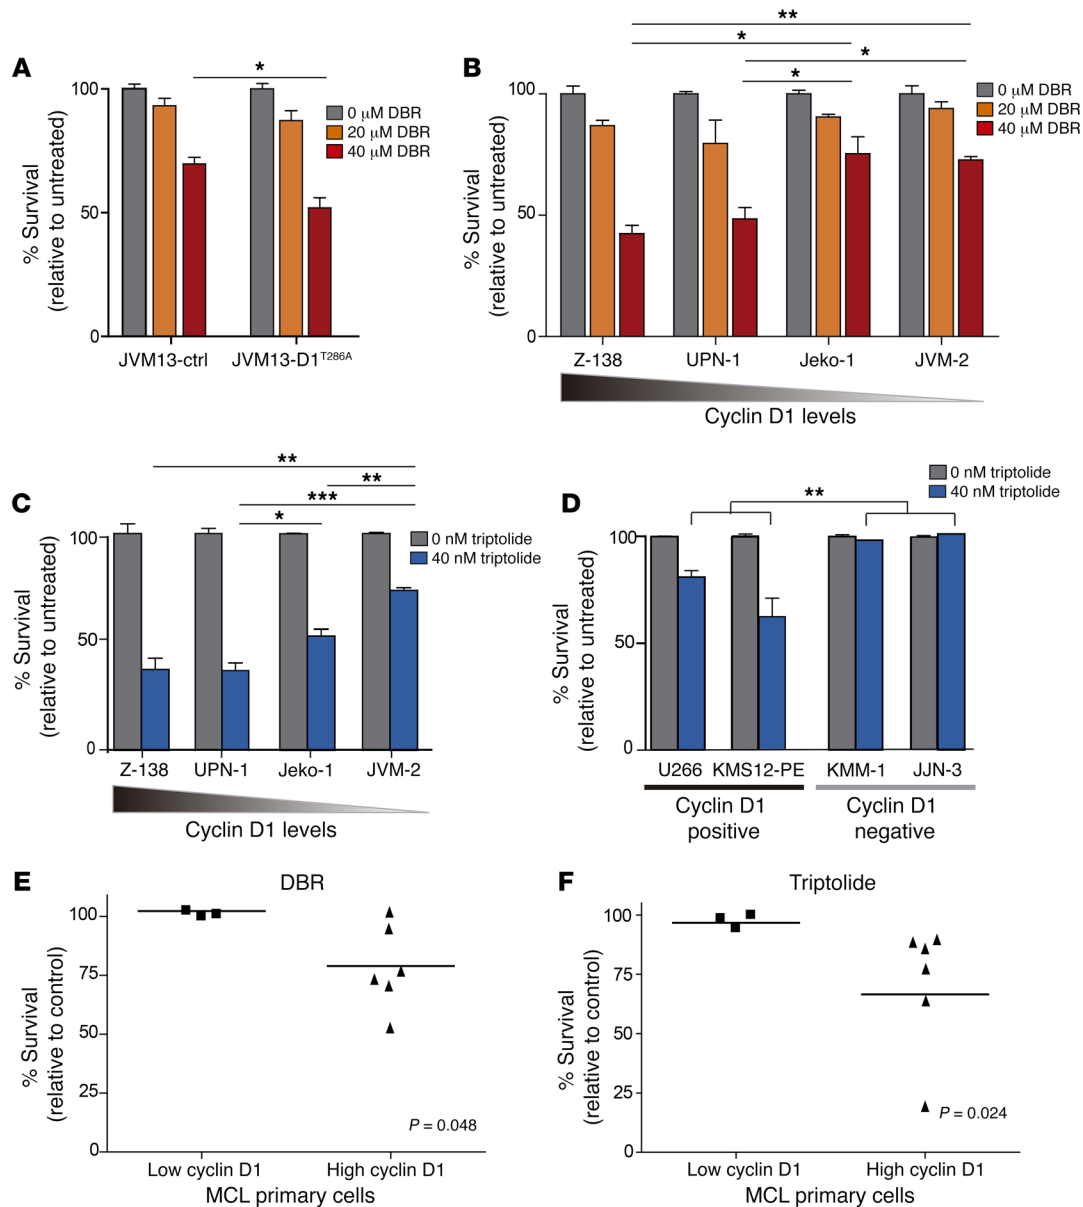 A
% Survival
(relative to untreated)
100
50
0
*
0 μM DBR
20 μM DBR
40 μM DBR
JVM13-ctrl
JVM13-D1T286A
B
% Survival
(relative to untreated)
100
50
0
**
*
*
*
0 μM DBR
20 μM DBR
40 μM DBR
Z-138
UPN-1
Jeko-1
JVM-2
Cyclin D1 levels
C
% Survival
(relative to untreated)
100
50
0
**
**
***
*
0 nM triptolide
40 nM triptolide
Z-138
UPN-1
Jeko-1
JVM-2
Cyclin D1 levels
D
% Survival
(relative to untreated)
100
50
0
**
0 nM triptolide
40 nM triptolide
U266
KMS12-PE
KMM-1
JJN-3
Cyclin D1
positive
Cyclin D1
negative
E
DBR
% Survival
(relative to control)
100
75
50
25
0
P = 0.048
Low cyclin D1
High cyclin D1
MCL primary cells
F
Triptolide
% Survival
(relative to control)
100
75
50
25
0
P = 0.024
Low cyclin D1
High cyclin D1
MCL primary cells